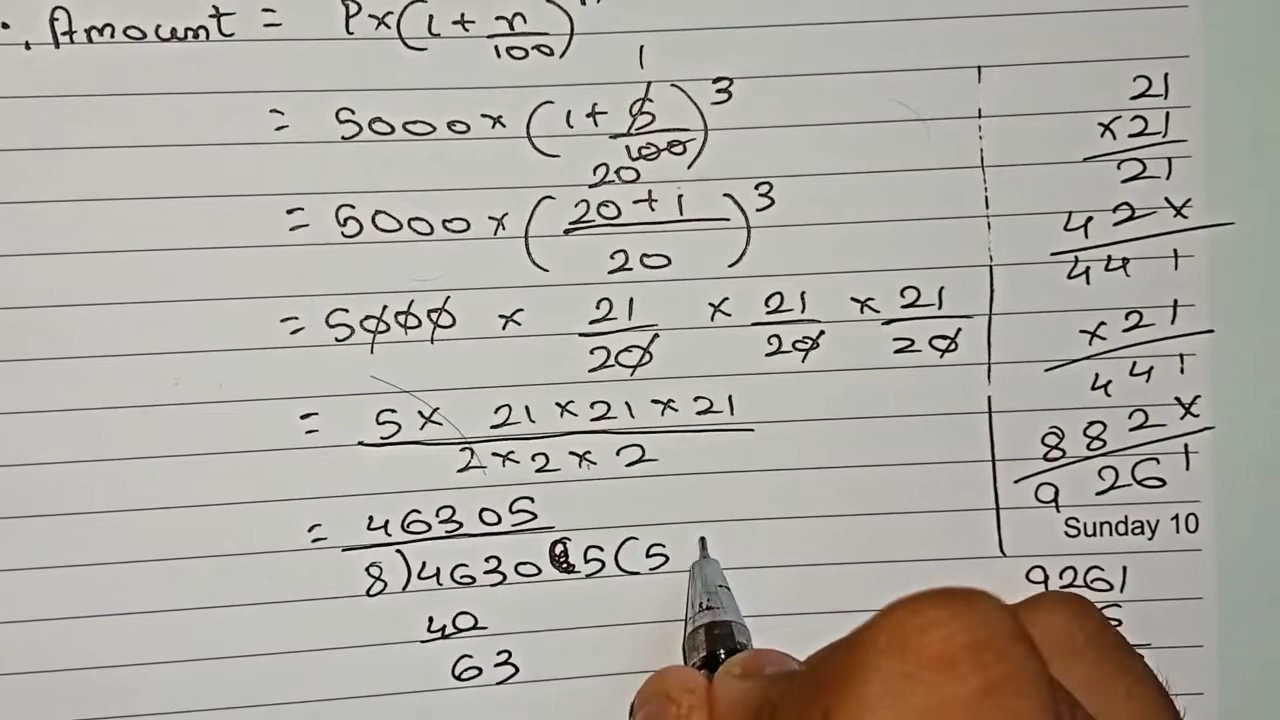 ∴ Amount = P×(1 + r/100)ⁿ
= 5000 × (1 + 5/100)³ 1 20
= 5000 × ((20 + 1)/20)³
= 5000 × 21/20 × 21/20 × 21/20
= (5 × 21 × 21 × 21)/(2 × 2 × 2)
= 46305
8)46305(5
40
63
21
×21
21
42×
441
×21
441
882×
9261
Sunday 10
9261